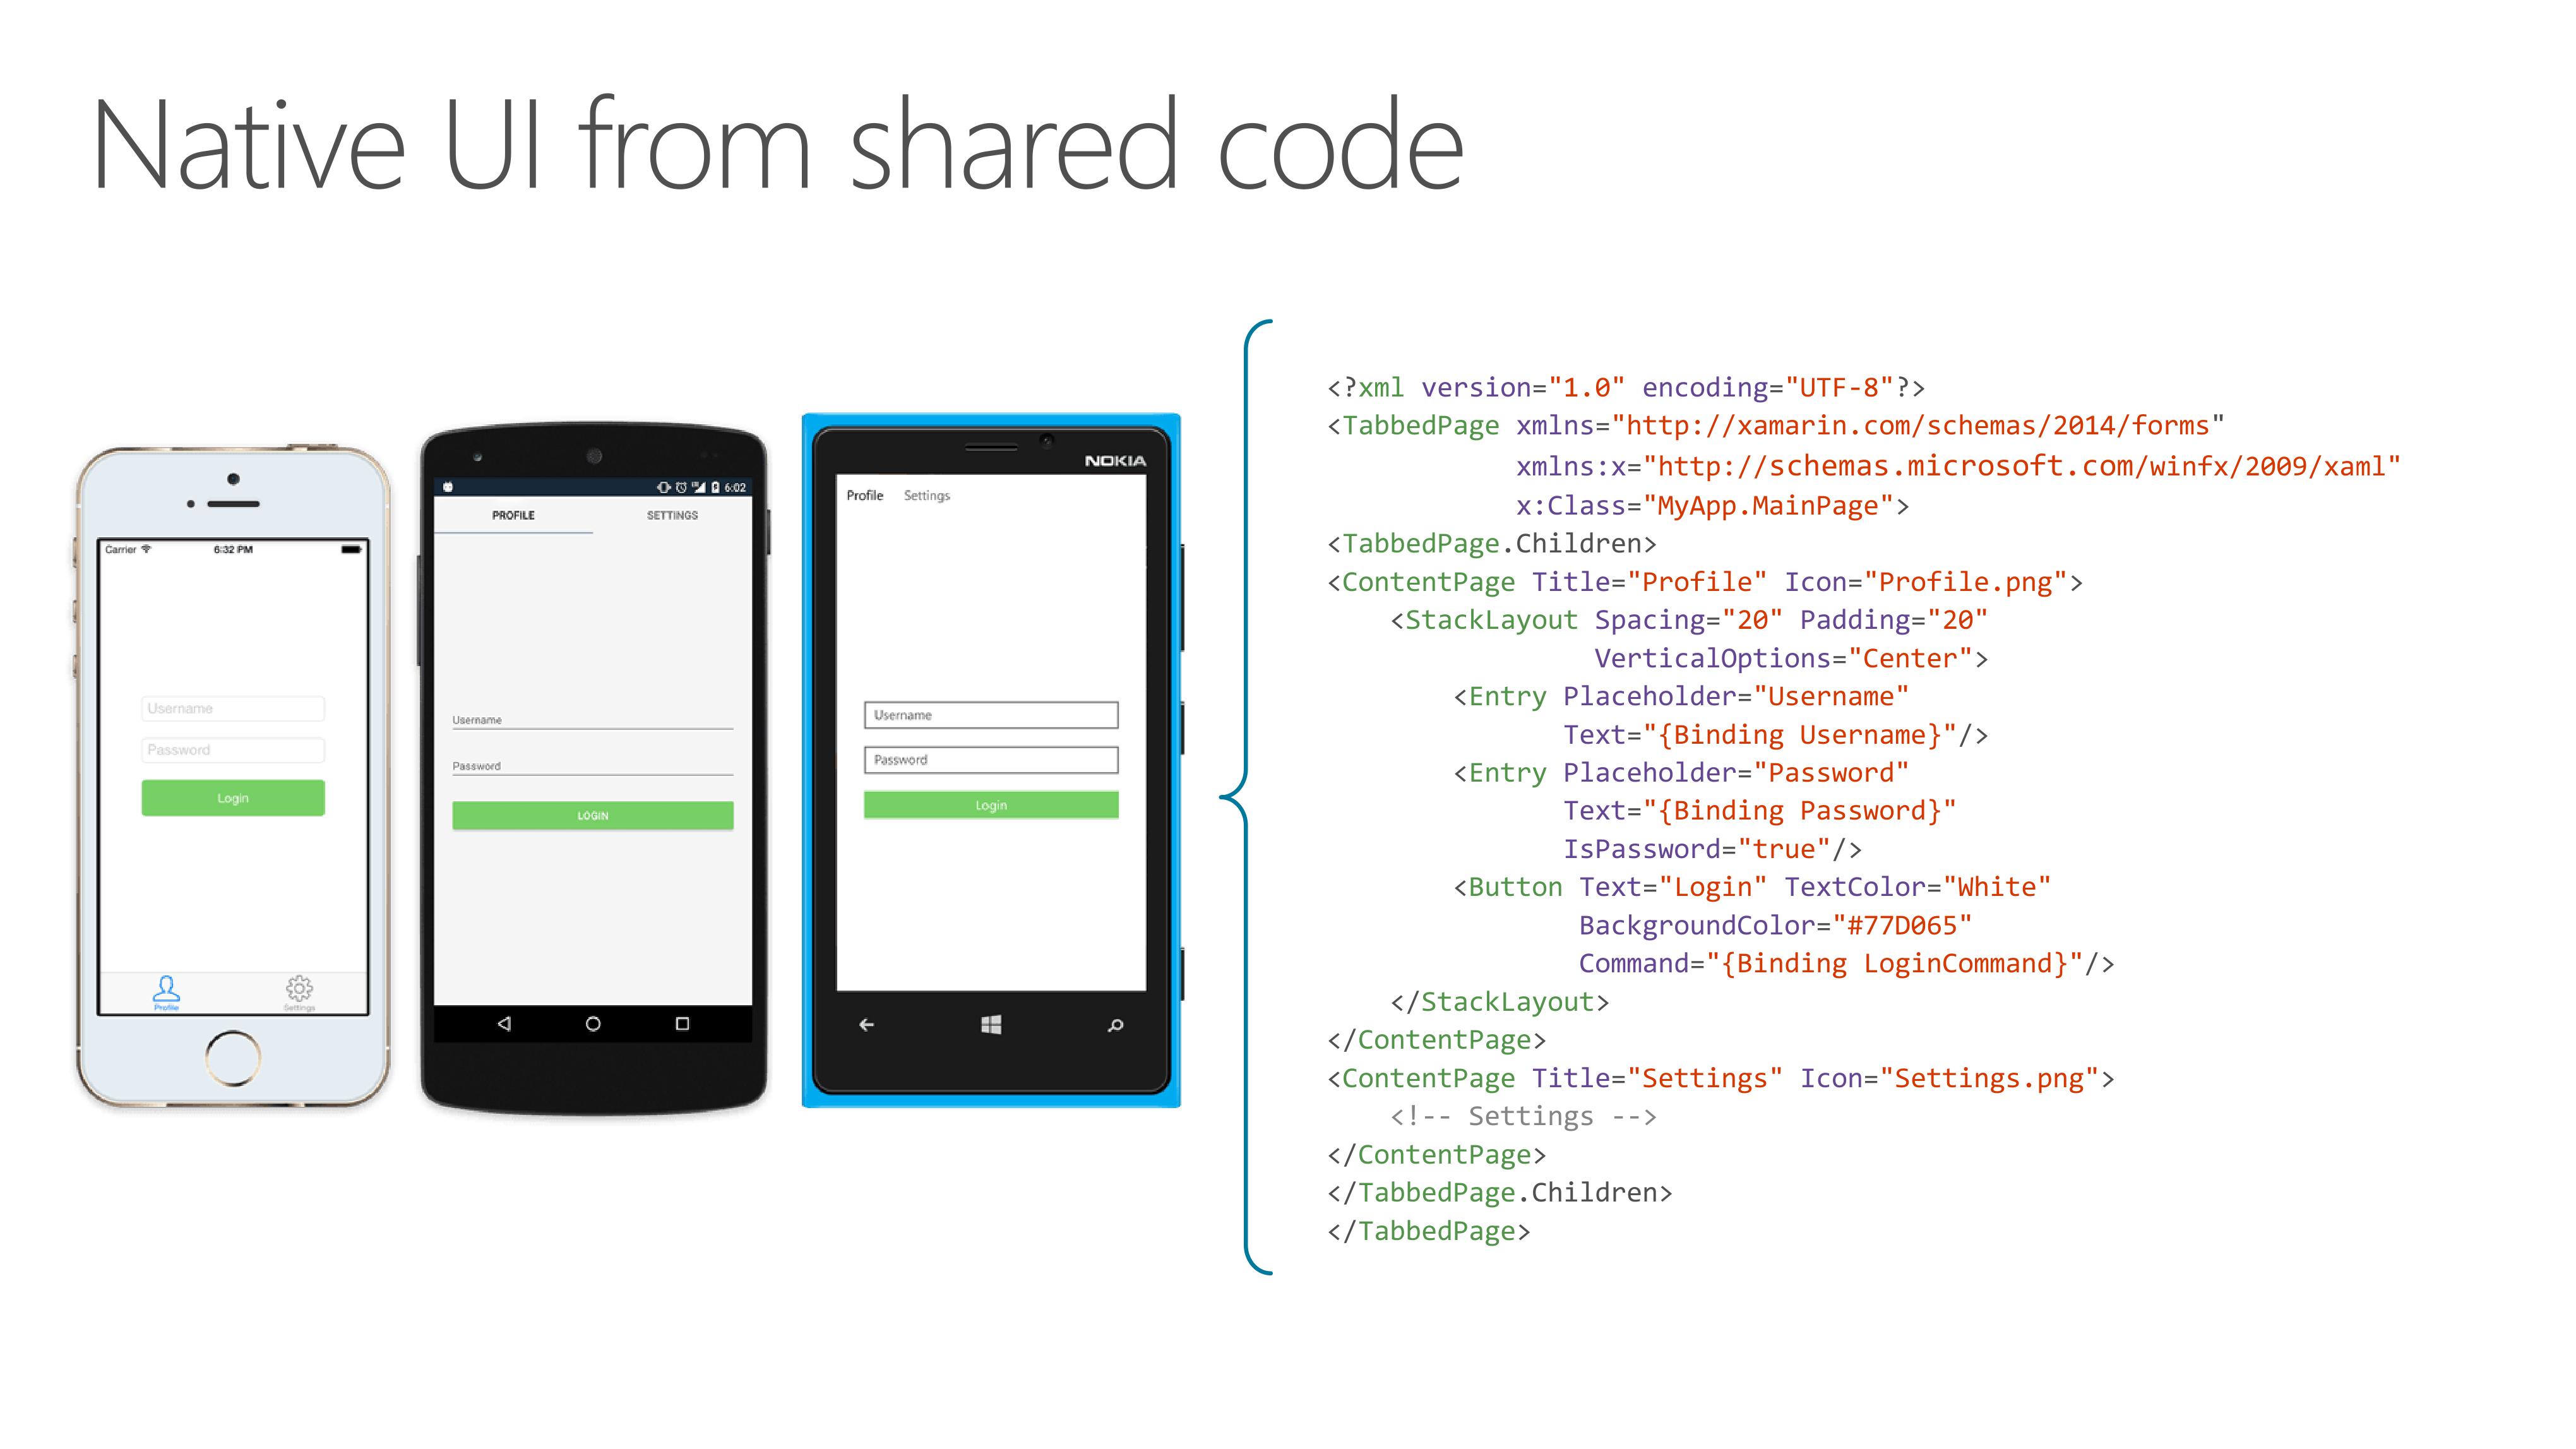 Native UI from shared code
Carrier 6:32 PM
Username
Password
Login
Profile Settings
6:02
PROFILE SETTINGS
Username
Password
LOGIN
NOKIA
Profile Settings
Username
Password
Login
<?xml version="1.0" encoding="UTF-8"?>
<TabbedPage xmlns="http://xamarin.com/schemas/2014/forms"
xmlns:x="http://schemas.microsoft.com/winfx/2009/xaml"
x:Class="MyApp.MainPage">
<TabbedPage.Children>
<ContentPage Title="Profile" Icon="Profile.png">
<StackLayout Spacing="20" Padding="20"
VerticalOptions="Center">
<Entry Placeholder="Username"
Text="{Binding Username}"/>
<Entry Placeholder="Password"
Text="{Binding Password}"
IsPassword="true"/>
<Button Text="Login" TextColor="White"
BackgroundColor="#77D065"
Command="{Binding LoginCommand}"/>
</StackLayout>
</ContentPage>
<ContentPage Title="Settings" Icon="Settings.png">
<!-- Settings -->
</ContentPage>
</TabbedPage.Children>
</TabbedPage>